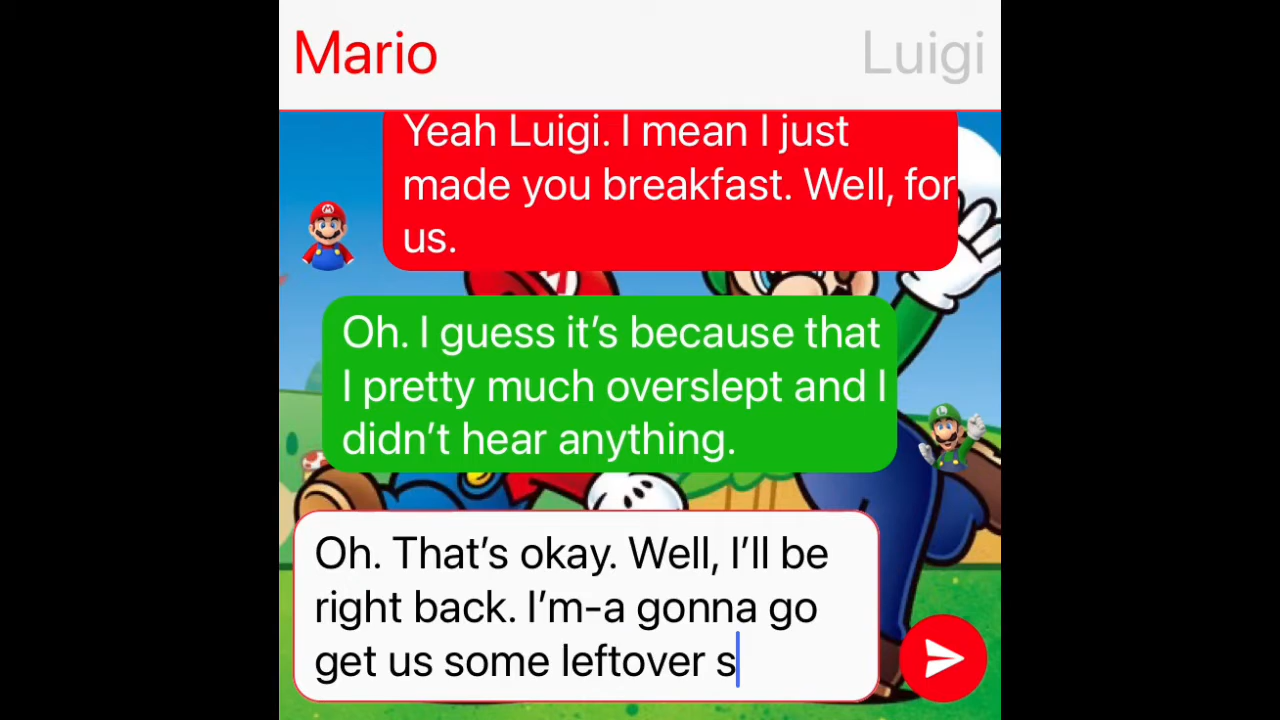 Mario
Luigi
Yeah Luigi. I mean I just
made you breakfast. Well, for
us.
Oh. I guess it’s because that
I pretty much overslept and I
didn’t hear anything.
Oh. That’s okay. Well, I’ll be
right back. I’m-a gonna go
get us some leftover s